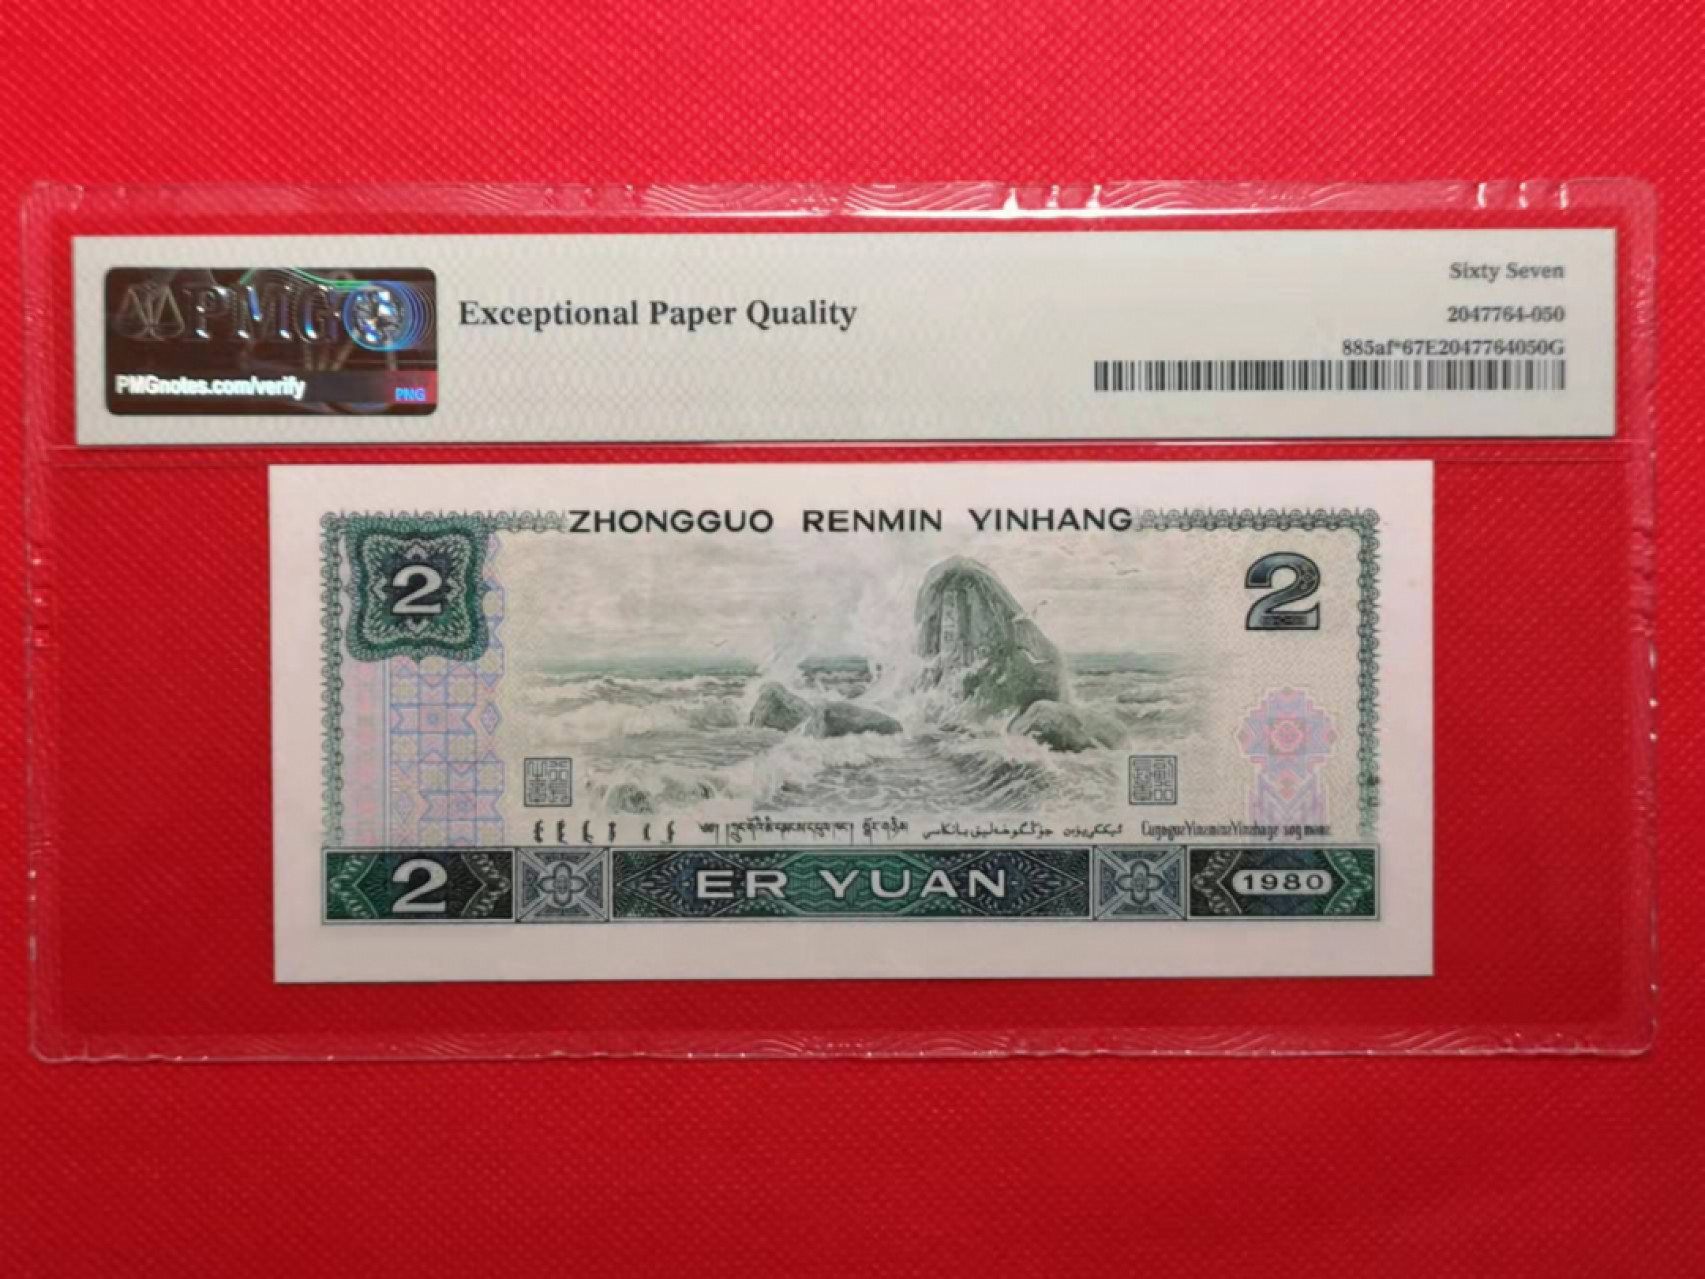 PMG
PMGnotes.com/verify
PNG
Exceptional Paper Quality
Sixty Seven
2047764-050
885af*67E2047764050G
ZHONGGUO RENMIN YINHANG
2
2
2
ER YUAN
1980